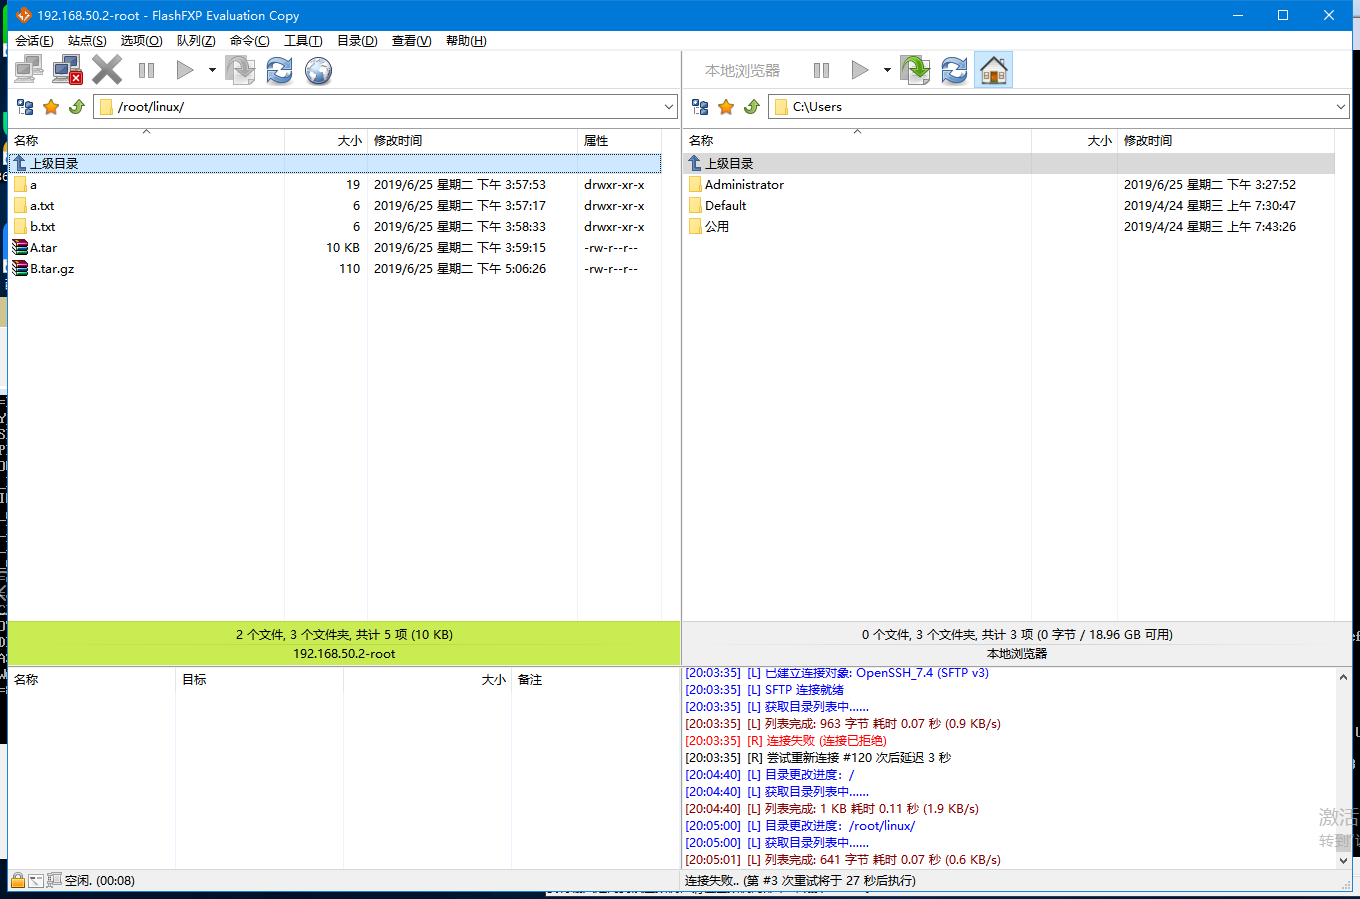 192.168.50.2-root - FlashFXP Evaluation Copy
会话(E) 站点(S) 选项(O) 队列(Z) 命令(C) 工具(T) 目录(D) 查看(V) 帮助(H)
本地浏览器
/root/linux/
C:\Users
名称 大小 修改时间 属性
名称 大小 修改时间
上级目录
上级目录
a 19 2019/6/25 星期二 下午 3:57:53 drwxr-xr-x
Administrator 2019/6/25 星期二 下午 3:27:52
a.txt 6 2019/6/25 星期二 下午 3:57:17 drwxr-xr-x
Default 2019/4/24 星期三 上午 7:30:47
b.txt 6 2019/6/25 星期二 下午 3:58:33 drwxr-xr-x
公用 2019/4/24 星期三 上午 7:43:26
A.tar 10 KB 2019/6/25 星期二 下午 3:59:15 -rw-r--r--
B.tar.gz 110 2019/6/25 星期二 下午 5:06:26 -rw-r--r--
2 个文件, 3 个文件夹, 共计 5 项 (10 KB)
192.168.50.2-root
0 个文件, 3 个文件夹, 共计 3 项 (0 字节 / 18.96 GB 可用)
本地浏览器
名称 目标 大小 备注
[20:03:35] [L] 已建立连接对象: OpenSSH_7.4 (SFTP v3)
[20:03:35] [L] SFTP 连接就绪
[20:03:35] [L] 获取目录列表中......
[20:03:35] [L] 列表完成: 963 字节 耗时 0.07 秒 (0.9 KB/s)
[20:03:35] [R] 连接失败 (连接已拒绝)
[20:03:35] [R] 尝试重新连接 #120 次后延迟 3 秒
[20:04:40] [L] 目录更改进度: /
[20:04:40] [L] 获取目录列表中......
[20:04:40] [L] 列表完成: 1 KB 耗时 0.11 秒 (1.9 KB/s)
[20:05:00] [L] 目录更改进度: /root/linux/
[20:05:00] [L] 获取目录列表中......
[20:05:01] [L] 列表完成: 641 字节 耗时 0.07 秒 (0.6 KB/s)
激活
转到
空闲. (00:08)
连接失败.. (第 #3 次重试将于 27 秒后执行)